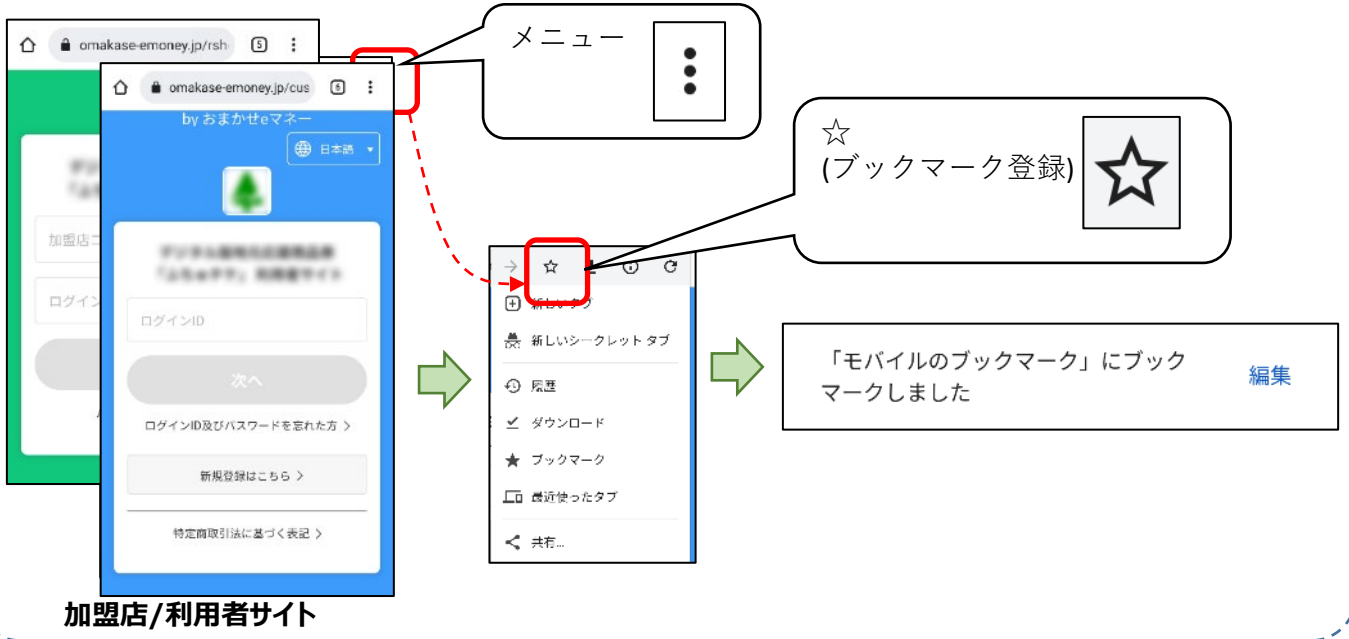 omakase-emoney.jp/rsh
5
加盟店コ
ログイン
omakase-emoney.jp/cus
6
by おまかせeマネー
日本語
ログインID
次へ
ログインID及びパスワードを忘れた方 >
新規登録はこちら >
特定商取引法に基づく表記 >
加盟店/利用者サイト
メニュー
☆
(ブックマーク登録)
新しいタブ
新しいシークレット タブ
履歴
ダウンロード
ブックマーク
最近使ったタブ
共有...
「モバイルのブックマーク」にブック
マークしました
編集